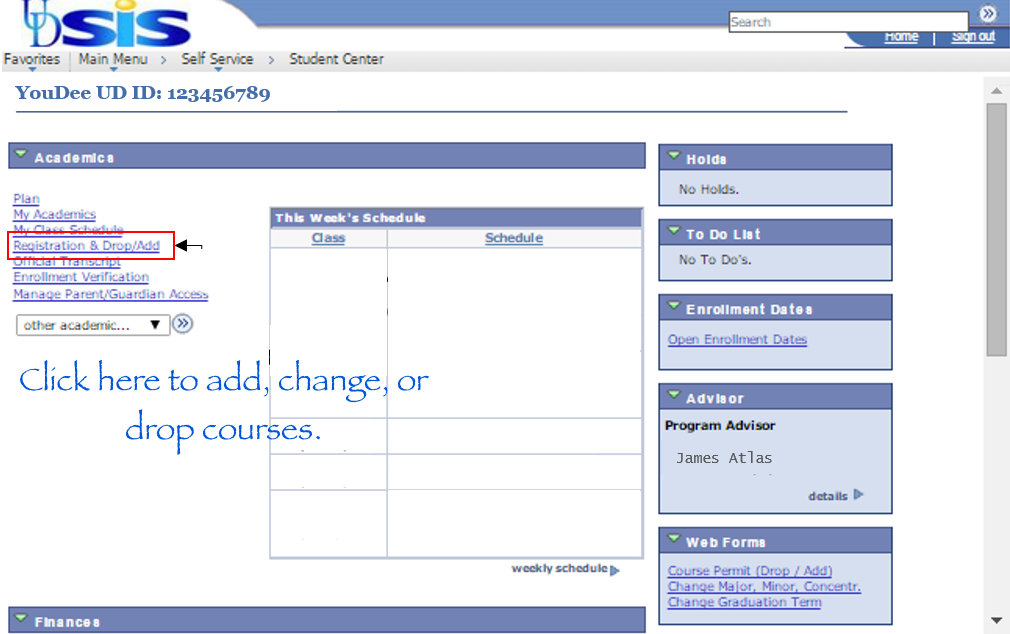 UDSIS
Search
Home | Sign out
Favorites Main Menu > Self Service > Student Center
YouDee UD ID: 123456789
Academics
Plan
My Academics
My Class Schedule
Registration & Drop/Add
Official Transcript
Enrollment Verification
Manage Parent/Guardian Access
other academic...
Click here to add, change, or
drop courses.
This Week's Schedule
Class Schedule
weekly schedule
Finances
Holds
No Holds.
To Do List
No To Do's.
Enrollment Dates
Open Enrollment Dates
Advisor
Program Advisor
James Atlas
details
Web Forms
Course Permit (Drop / Add)
Change Major, Minor, Concentr.
Change Graduation Term